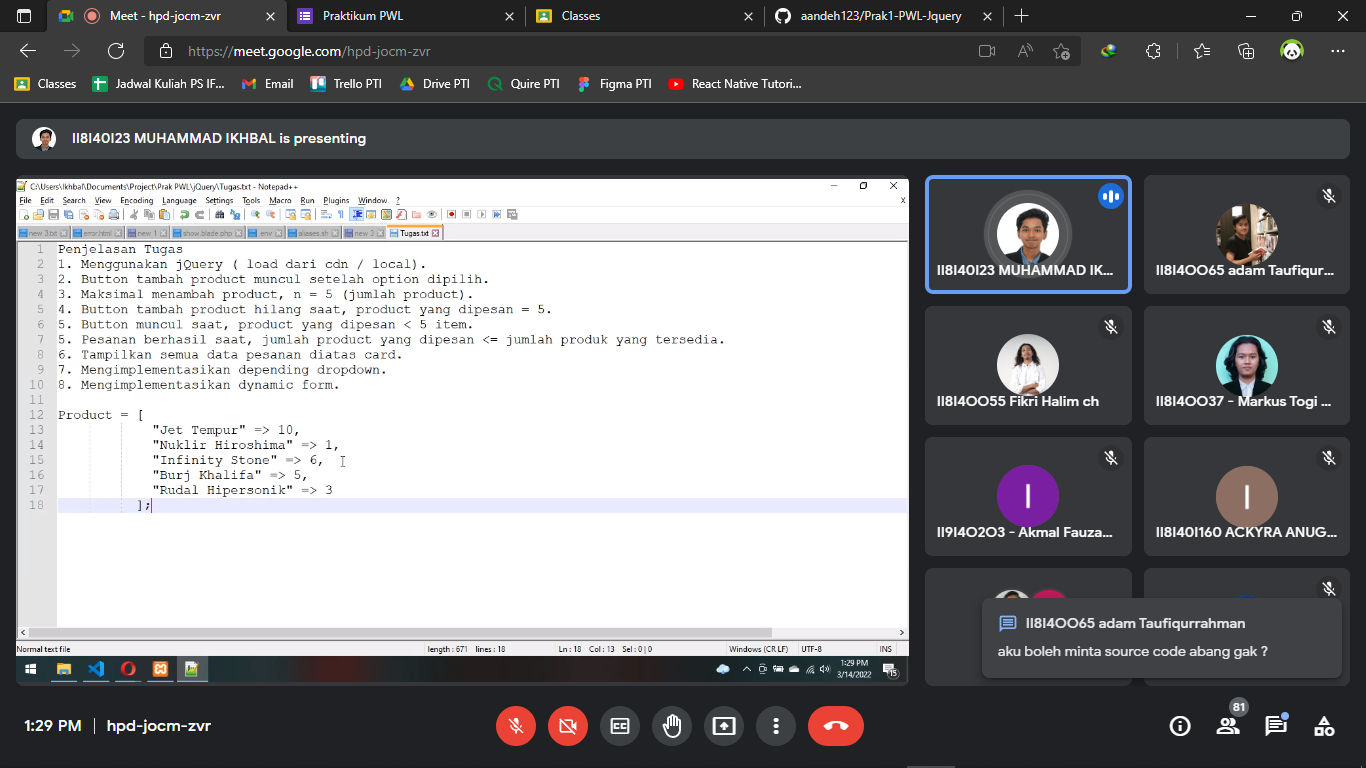 Meet - hpd-jocm-zvr
Praktikum PWL
Classes
aandeh123/Prak1-PWL-Jquery
https://meet.google.com/hpd-jocm-zvr
Classes
Jadwal Kuliah PS IF...
Email
Trello PTI
Drive PTI
Quire PTI
Figma PTI
React Native Tutori...
II8I40I23 MUHAMMAD IKHBAL is presenting
C:\Users\Ikhbal\Documents\Project\Prak PWL\jQuery\Tugas.txt - Notepad++
File Edit Search View Encoding Language Settings Tools Macro Run Plugins Window ? X
new 3.txt error.html new 1 show.blade.php .env aliases.sh new 3 Tugas.txt
1 Penjelasan Tugas
2 1. Menggunakan jQuery ( load dari cdn / local).
3 2. Button tambah product muncul setelah option dipilih.
4 3. Maksimal menambah product, n = 5 (jumlah product).
5 4. Button tambah product hilang saat, product yang dipesan = 5.
6 5. Button muncul saat, product yang dipesan < 5 item.
7 5. Pesanan berhasil saat, jumlah product yang dipesan <= jumlah produk yang tersedia.
8 6. Tampilkan semua data pesanan diatas card.
9 7. Mengimplementasikan depending dropdown.
10 8. Mengimplementasikan dynamic form.
11
12 Product = [
13 "Jet Tempur" => 10,
14 "Nuklir Hiroshima" => 1,
15 "Infinity Stone" => 6,
16 "Burj Khalifa" => 5,
17 "Rudal Hipersonik" => 3
18 ];
Normal text file length : 671 lines : 18 Ln : 18 Col : 13 Sel : 0 | 0 Windows (CR LF) UTF-8 INS
1:29 PM
3/14/2022
15
II8I40I23 MUHAMMAD IK...
II8I4OO65 adam Taufiqur...
II8I4OO55 Fikri Halim ch
II8I4OO37 - Markus Togi ...
I
II9I4O2O3 - Akmal Fauza...
I
II8I40II60 ACKYRA ANUG...
II8I4OO65 adam Taufiqurrahman
aku boleh minta source code abang gak ?
1:29 PM | hpd-jocm-zvr
81